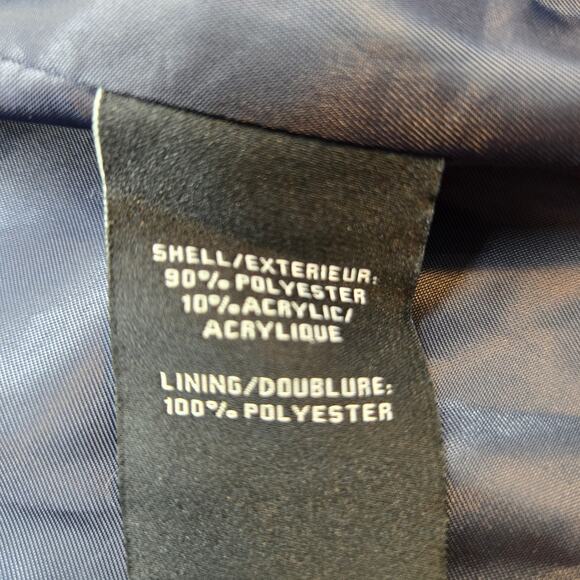 SHELL/EXTERIEUR:
90% POLYESTER
10% ACRYLIC/
ACRYLIQUE
LINING/DOUBLURE:
100% POLYESTER